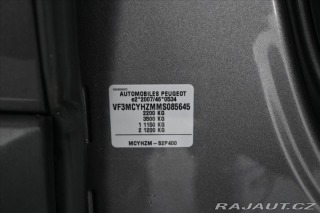 AUTOMOBILES PEUGEOT
e2*2007/46*0534
VF3MCYHZMMS085645
2200 KG
3500 KG
1 1150 KG
2 1200 KG
MCYHZM - B2P400
RAJAUT.CZ